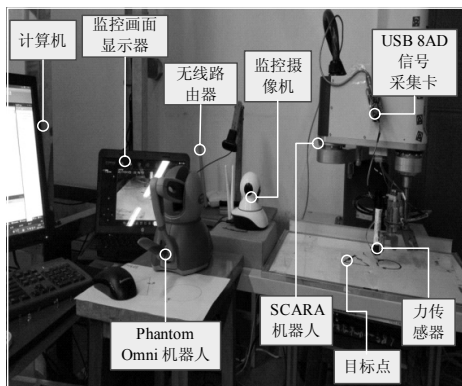 计算机
监控画面
显示器
无线路
由器
监控摄
像机
USB 8AD
信号
采集卡
Phantom
Omni 机器人
SCARA
机器人
目标点
力传
感器